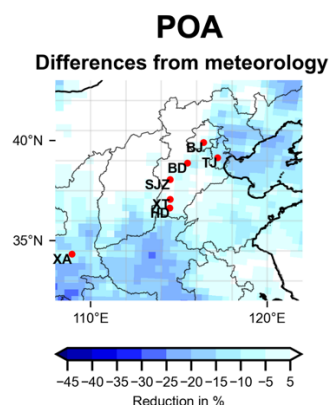 POA
Differences from meteorology
40°N
BJ
TJ
BD
SJZ
XT
HD
35°N
XA
110°E 120°E
−45 −40 −35 −30 −25 −20 −15 −10 −5 5
Reduction in %